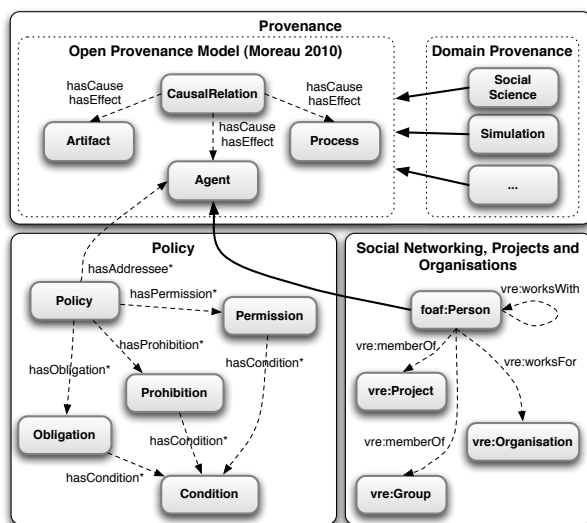 Provenance
Open Provenance Model (Moreau 2010)
Domain Provenance
hasCause
hasEffect
CausalRelation
hasCause
hasEffect
Social
Science
Artifact
hasCause
hasEffect
Process
Simulation
Agent
...
Policy
Social Networking, Projects and
Organisations
hasAddressee*
vre:worksWith
Policy
hasPermission*
Permission
foaf:Person
hasProhibition*
vre:memberOf
hasObligation*
hasCondition*
vre:worksFor
Prohibition
vre:Project
Obligation
hasCondition*
vre:memberOf
vre:Organisation
hasCondition*
Condition
vre:Group